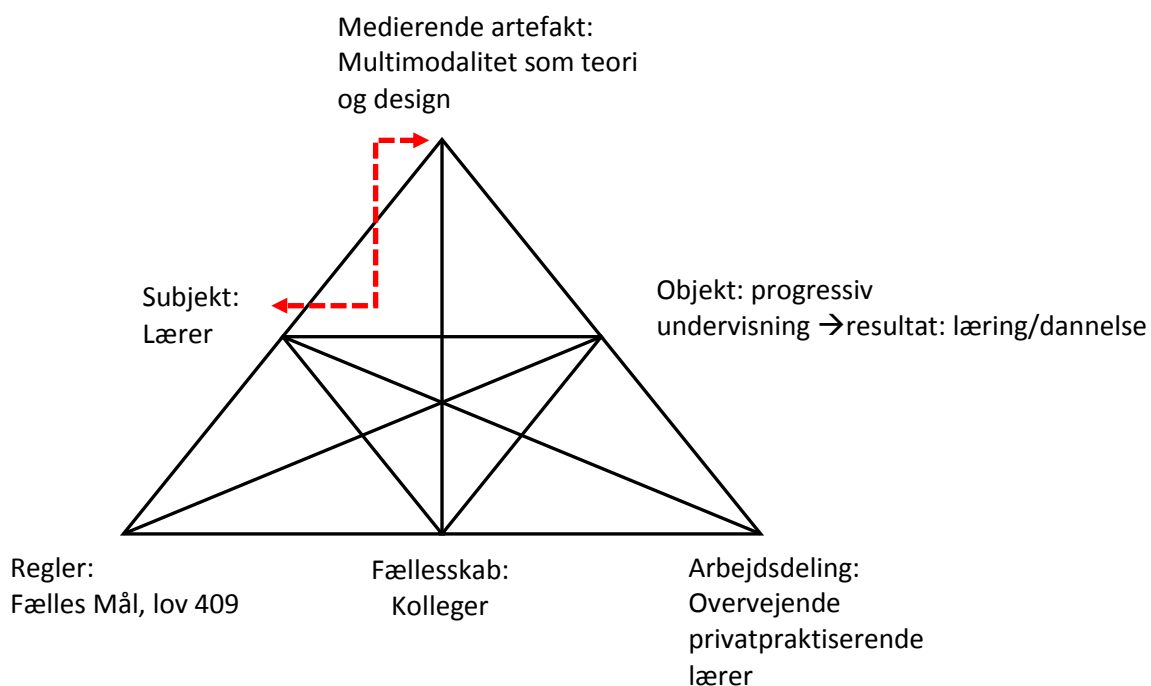 Medierende artefakt:
Multimodalitet som teori
og design
Subjekt:
Lærer
Objekt: progressiv
undervisning →resultat: læring/dannelse
Regler:
Fælles Mål, lov 409
Fællesskab:
Kolleger
Arbejdsdeling:
Overvejende
privatpraktiserende
lærer